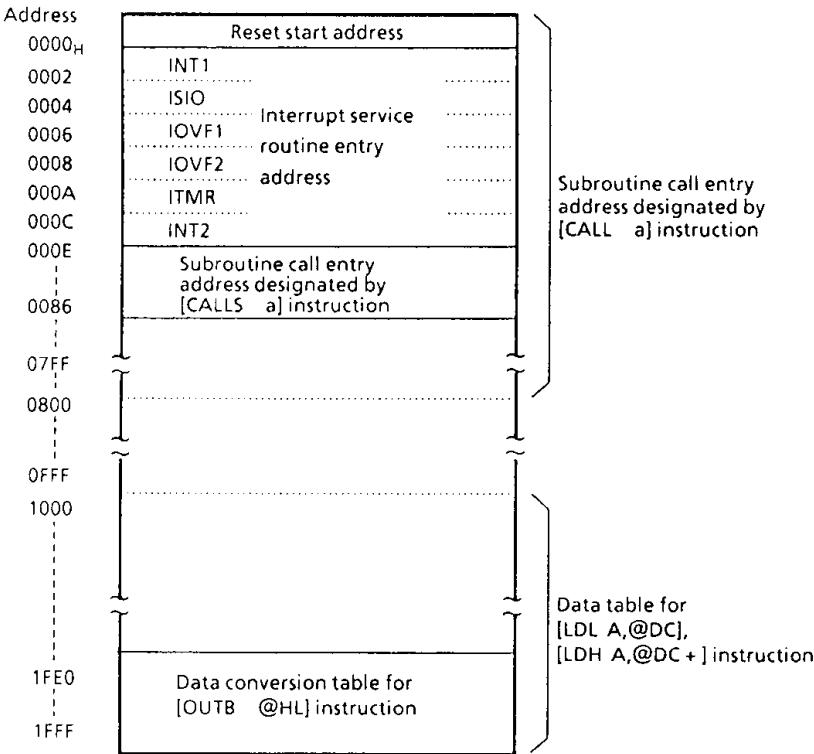 Address
0000H
0002
0004
0006
0008
000A
000C
000E
0086
07FF
0800
0FFF
1000
1FE0
1FFF
Reset start address
INT1
ISIO
IOVF1
IOVF2
ITMR
INT2
Interrupt service
routine entry
address
Subroutine call entry
address designated by
[CALLS a] instruction
Data conversion table for
[OUTB @HL] instruction
Subroutine call entry
address designated by
[CALL a] instruction
Data table for
[LDL A,@DC],
[LDH A,@DC + ] instruction